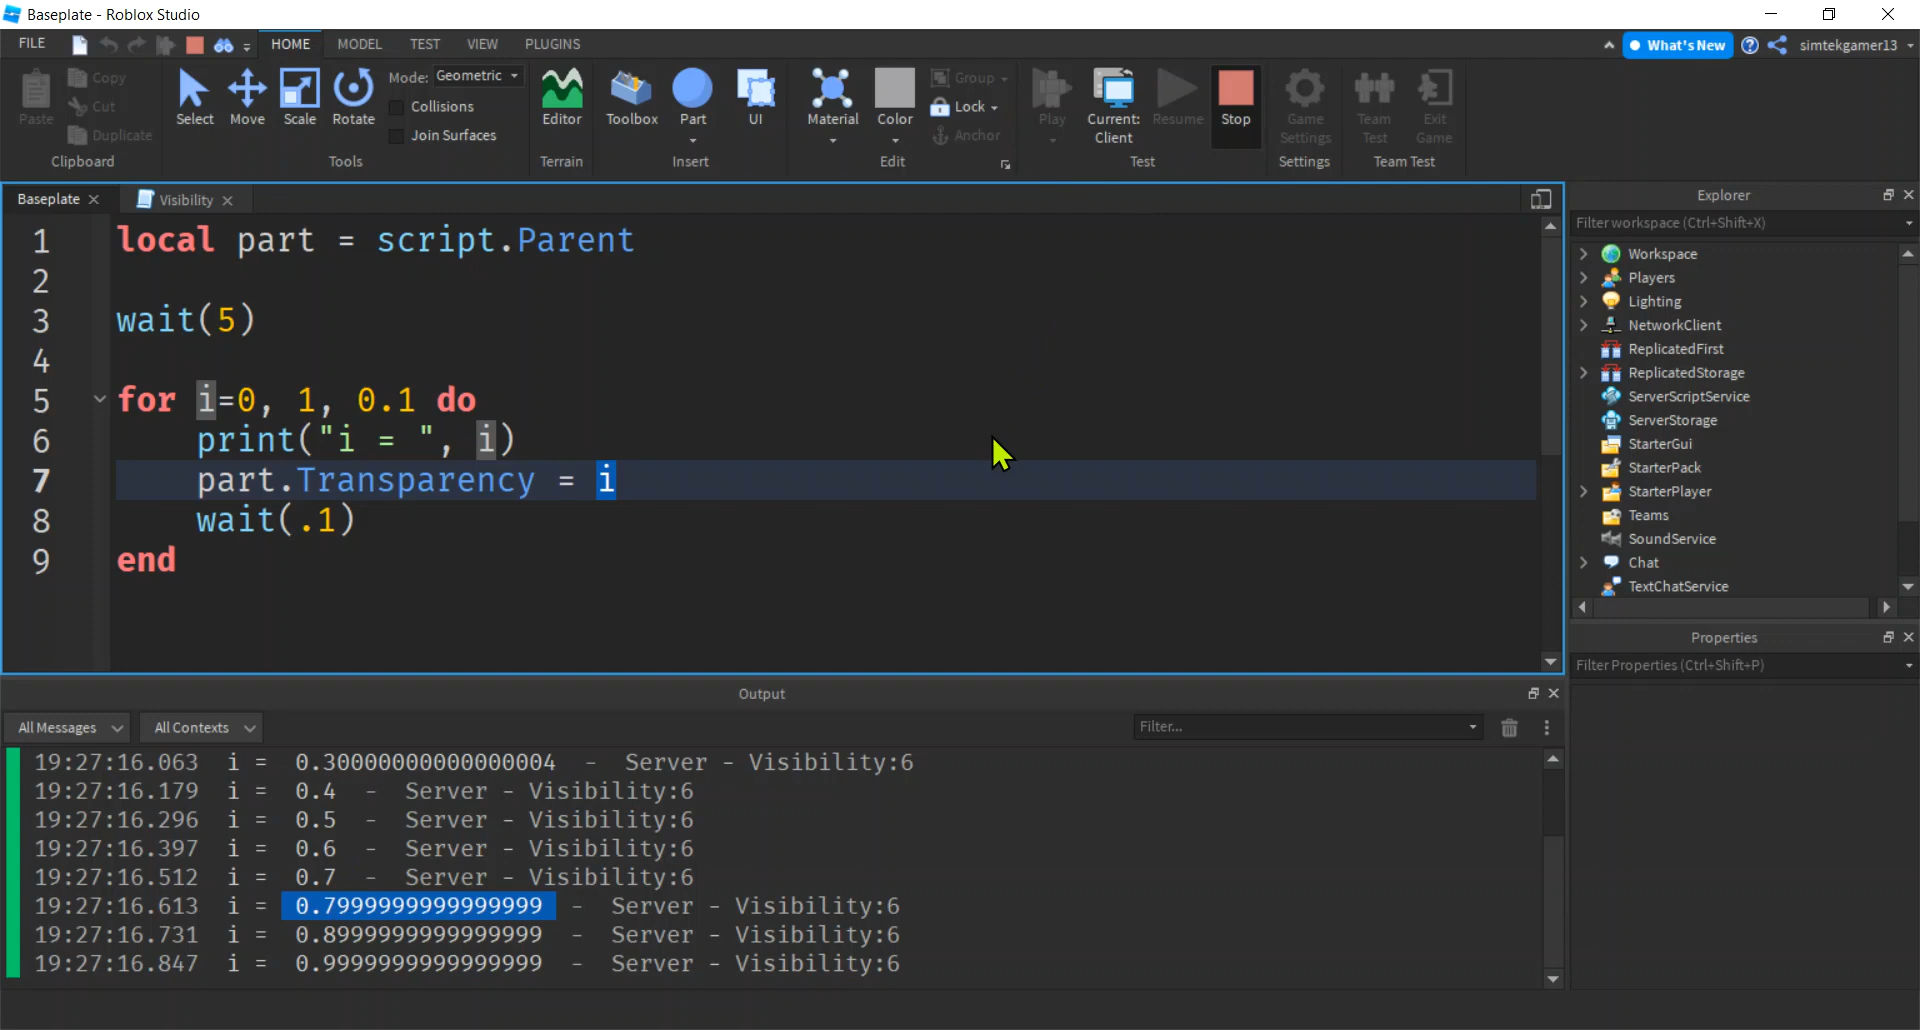 Baseplate - Roblox Studio
FILE HOME MODEL TEST VIEW PLUGINS What's New simtekgamer13
Paste Copy Cut Duplicate Clipboard
Select Move Scale Rotate Mode: Geometric Collisions Join Surfaces Tools
Editor Terrain
Toolbox Part UI Insert
Material Color Group Lock Anchor Edit
Play Current: Client Resume Stop Test
Game Settings Settings
Team Test Exit Game Team Test
Baseplate Visibility
1 local part = script.Parent
2
3 wait(5)
4
5 for i=0, 1, 0.1 do
6 print("i = ", i)
7 part.Transparency = i
8 wait(.1)
9 end
Explorer
Filter workspace (Ctrl+Shift+X)
Workspace
Players
Lighting
NetworkClient
ReplicatedFirst
ReplicatedStorage
ServerScriptService
ServerStorage
StarterGui
StarterPack
StarterPlayer
Teams
SoundService
Chat
TextChatService
Properties
Filter Properties (Ctrl+Shift+P)
Output
All Messages All Contexts Filter...
19:27:16.063 i = 0.30000000000000004 - Server - Visibility:6
19:27:16.179 i = 0.4 - Server - Visibility:6
19:27:16.296 i = 0.5 - Server - Visibility:6
19:27:16.397 i = 0.6 - Server - Visibility:6
19:27:16.512 i = 0.7 - Server - Visibility:6
19:27:16.613 i = 0.7999999999999999 - Server - Visibility:6
19:27:16.731 i = 0.8999999999999999 - Server - Visibility:6
19:27:16.847 i = 0.9999999999999999 - Server - Visibility:6